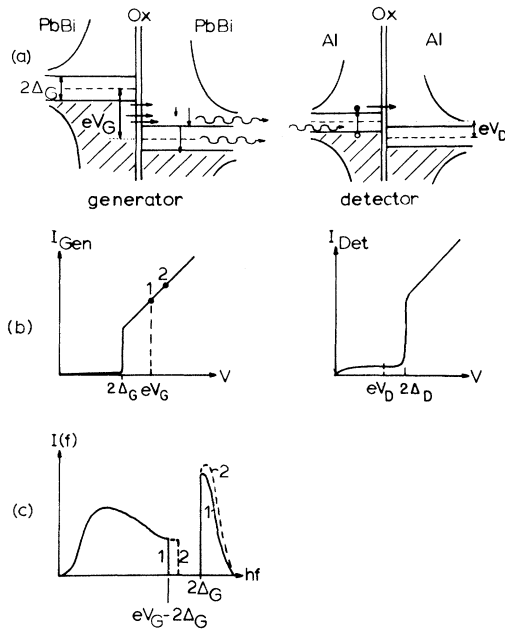 PbBi Ox PbBi
Ox
Al Al
(a)
2Δ_G
eV_G
eV_D
generator
detector
(b)
I_Gen
1 2
2Δ_G eV_G V
I_Det
eV_D 2Δ_D V
(c)
I(f)
1 2
1 2
2Δ_G hf
eV_G-2Δ_G